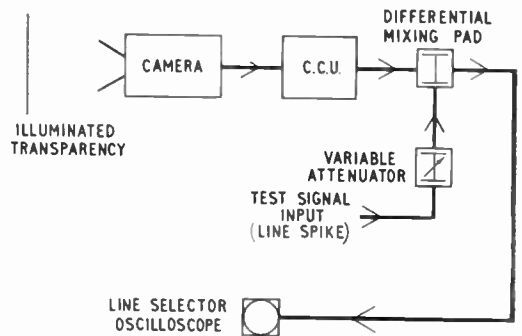 DIFFERENTIAL
MIXING PAD
CAMERA
C.C.U.
ILLUMINATED
TRANSPARENCY
VARIABLE
ATTENUATOR
TEST SIGNAL
INPUT
(LINE SPIKE)
LINE SELECTOR
OSCILLOSCOPE